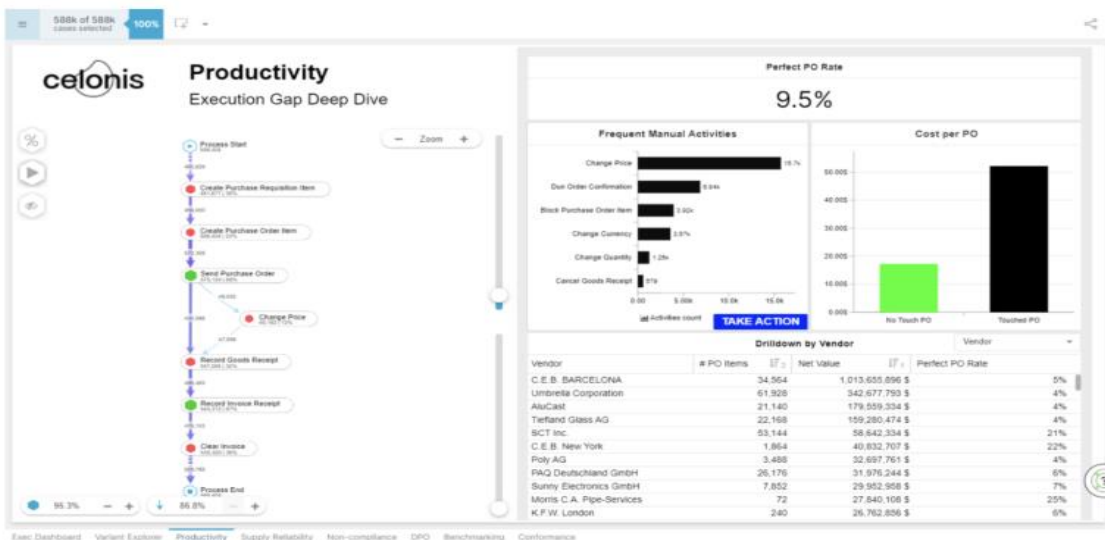 588k of 588k
cases selected
100%
celonis
Productivity
Execution Gap Deep Dive
Zoom
Process Start
Create Purchase Requisition Item
Create Purchase Order Item
Send Purchase Order
Change Price
Record Goods Receipt
Record Invoice Receipt
Clear Invoice
Process End
95.3%
86.8%
Perfect PO Rate
9.5%
Frequent Manual Activities
Change Price
Dun Order Confirmation
Block Purchase Order Item
Change Currency
Change Quantity
Cancel Goods Receipt
0.00 5.00k 10.0k 15.0k
Activities count
TAKE ACTION
Cost per PO
50.00$
40.00$
30.00$
20.00$
10.00$
0.00$
No Touch PO Touched PO
Drilldown by Vendor
Vendor
Vendor # PO Items Net Value Perfect PO Rate
C.E.B. BARCELONA 34,564 1,013,655,896 $ 5%
Umbrella Corporation 61,928 342,677,793 $ 4%
AluCast 21,140 179,559,334 $ 4%
Tiefland Glass AG 22,168 159,280,474 $ 4%
SCT Inc. 53,144 58,642,334 $ 21%
C.E.B. New York 1,864 40,832,707 $ 22%
Poly AG 3,488 32,697,761 $ 4%
PAQ Deutschland GmbH 26,176 31,976,244 $ 6%
Sunny Electronics GmbH 7,852 29,952,958 $ 7%
Morris C.A. Pipe-Services 72 27,840,108 $ 25%
K.F.W. London 240 26,762,856 $ 6%
Exec Dashboard Variant Explorer Productivity Supply Reliability Non-compliance DPO Benchmarking Conformance